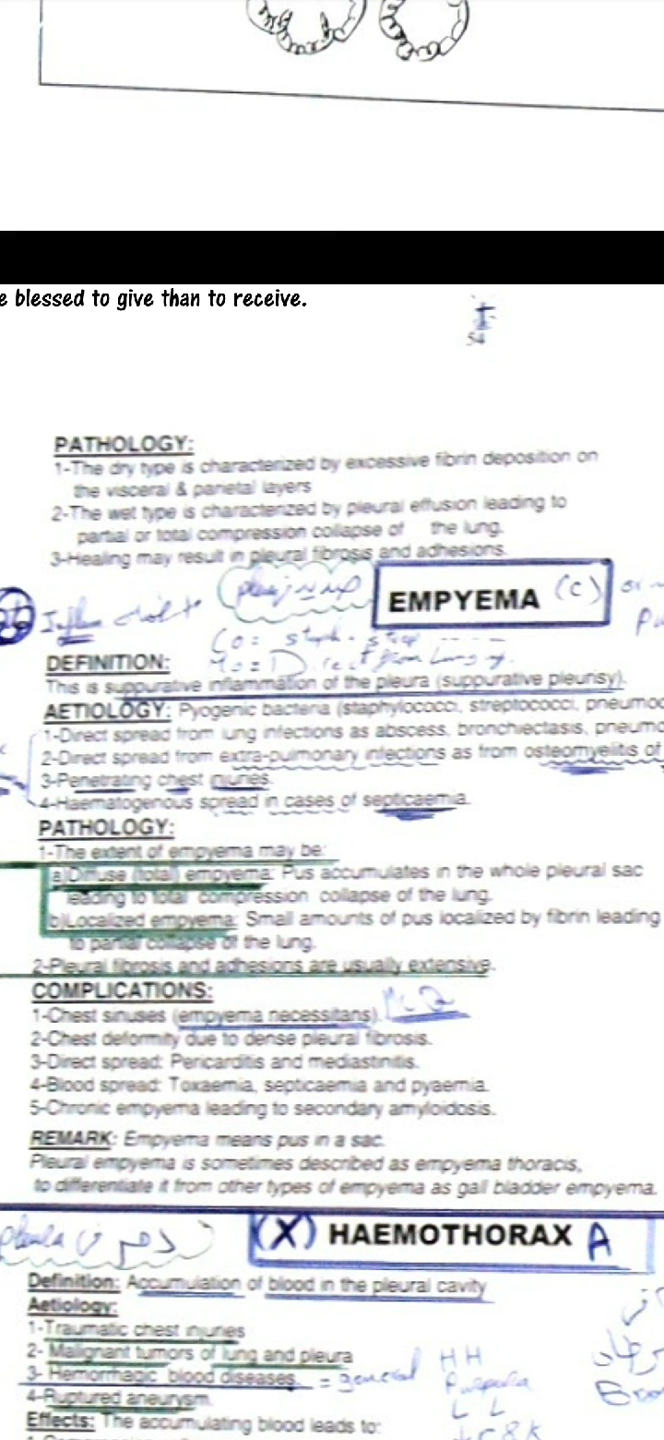 e blessed to give than to receive.
54
PATHOLOGY:
1-The dry type is characterized by excessive fibrin deposition on
the visceral & parietal layers
2-The wet type is characterized by pleural effusion leading to
partial or total compression collapse of the lung.
3-Healing may result in pleural fibrosis and adhesions.
EMPYEMA (C)
Co: staph. strep
DEFINITION:
This is suppurative inflammation of the pleura (suppurative pleurisy).
AETIOLOGY: Pyogenic bacteria (staphylococci, streptococci, pneumoc
1-Direct spread from lung infections as abscess, bronchiectasis, pneumo
2-Direct spread from extra-pulmonary infections as from osteomyelitis of
3-Penetrating chest injuries.
4-Haematogenous spread in cases of septicaemia.
PATHOLOGY:
1-The extent of empyema may be:
a)Diffuse (total) empyema: Pus accumulates in the whole pleural sac
leading to total compression collapse of the lung.
b)Localized empyema: Small amounts of pus localized by fibrin leading
to partial collapse of the lung.
2-Pleural fibrosis and adhesions are usually extensive.
COMPLICATIONS:
1-Chest sinuses (empyema necessitans). MCQ
2-Chest deformity due to dense pleural fibrosis.
3-Direct spread: Pericarditis and mediastinitis.
4-Blood spread: Toxaemia, septicaemia and pyaemia.
5-Chronic empyema leading to secondary amyloidosis.
REMARK: Empyema means pus in a sac.
Pleural empyema is sometimes described as empyema thoracis,
to differentiate it from other types of empyema as gall bladder empyema.
pleura دم في (X) HAEMOTHORAX A
Definition: Accumulation of blood in the pleural cavity
Aetiology:
1-Traumatic chest injuries
2- Malignant tumors of lung and pleura
3- Hemorrhagic blood diseases. = general HH
Purpura
4-Ruptured aneurysm. L L
Effects: The accumulating blood leads to: